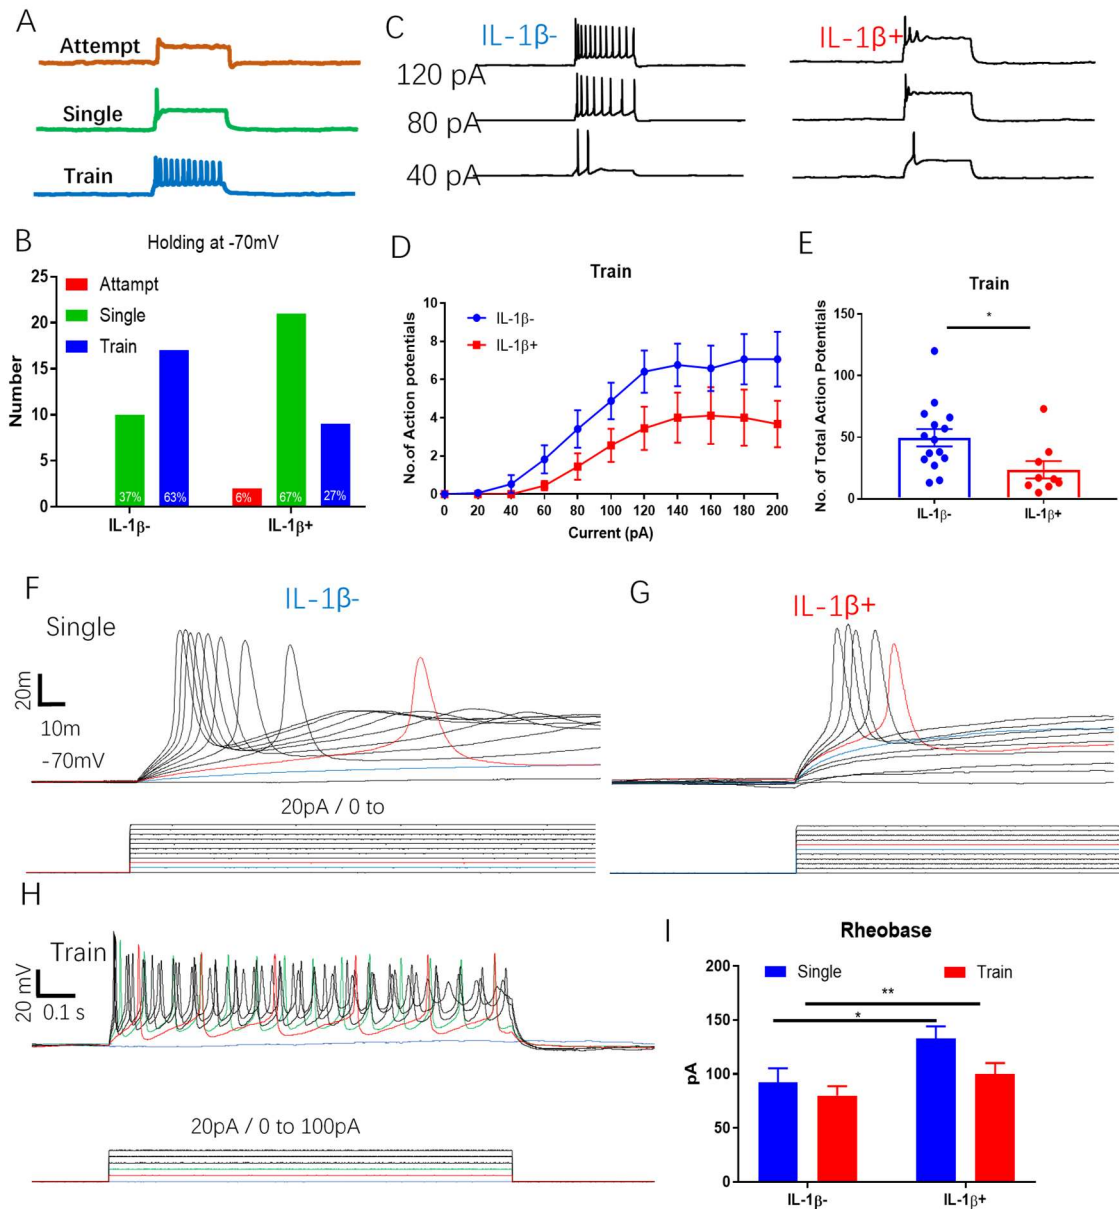 A
Attempt
Single
Train
B
Holding at -70mV
Attampt
Single
Train
Number
25
20
15
10
5
0
37%
63%
6%
67%
27%
IL-1β-
IL-1β+
C
IL-1β-
IL-1β+
120 pA
80 pA
40 pA
D
Train
IL-1β-
IL-1β+
No.of Action potentials
10
8
6
4
2
0
0 20 40 60 80 100 120 140 160 180 200
Current (pA)
E
Train
*
No. of Total Action Potentials
150
100
50
0
IL-1β-
IL-1β+
F
IL-1β-
Single
20m
10m
-70mV
20pA / 0 to
G
IL-1β+
H
Train
20 mV
0.1 s
20pA / 0 to 100pA
I
Rheobase
Single
Train
**
*
pA
200
150
100
50
0
IL-1β-
IL-1β+